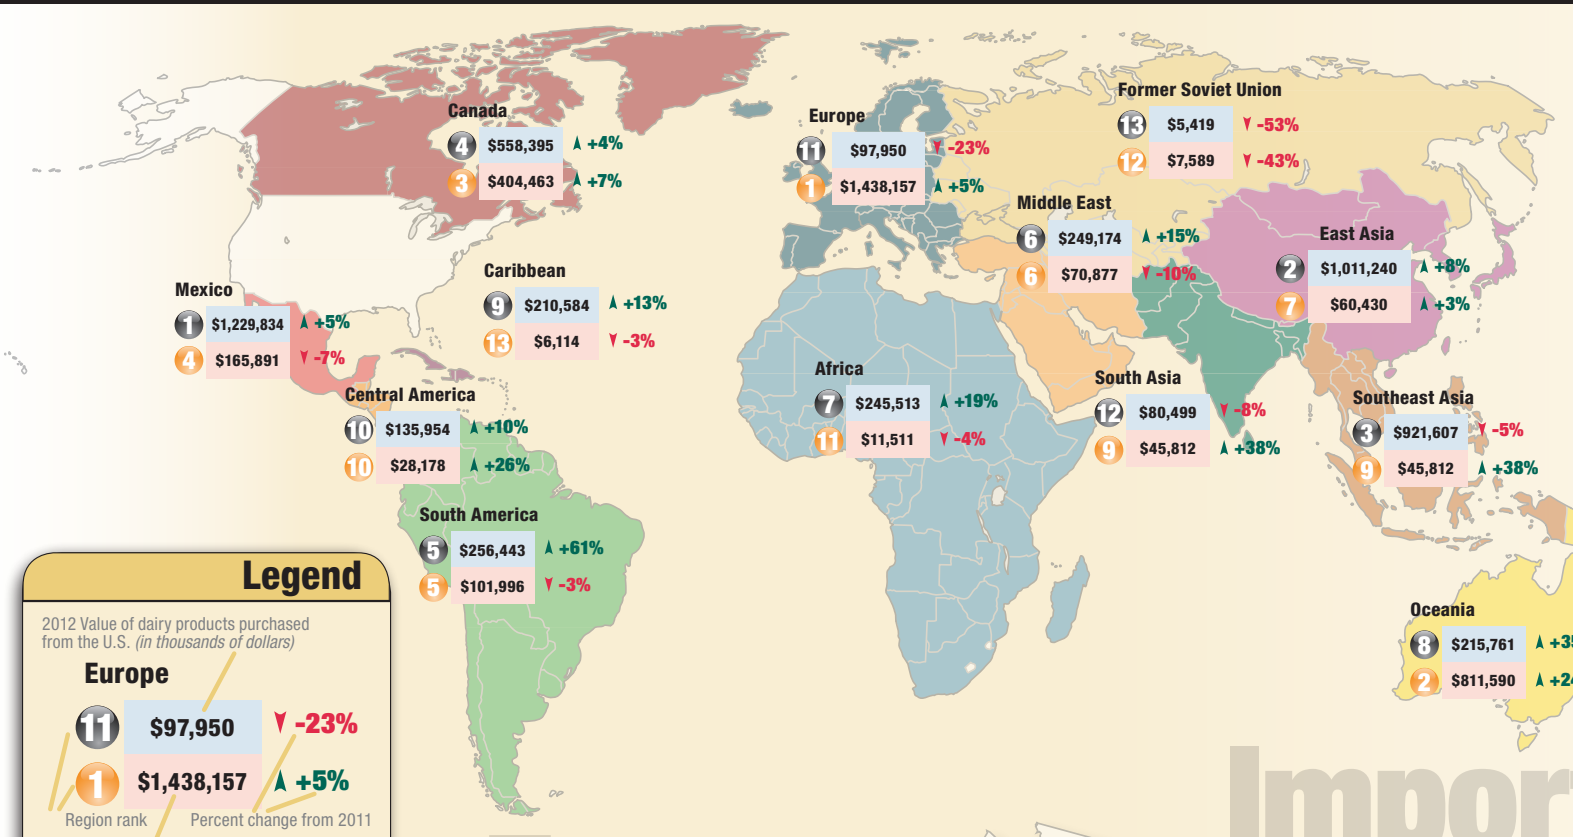 Canada
4 $558,395 +4%
3 $404,463 +7%
Europe
11 $97,950 -23%
1 $1,438,157 +5%
Former Soviet Union
13 $5,419 -53%
12 $7,589 -43%
Middle East
6 $249,174 +15%
6 $70,877 -10%
East Asia
2 $1,011,240 +8%
7 $60,430 +3%
Mexico
1 $1,229,834 +5%
4 $165,891 -7%
Caribbean
9 $210,584 +13%
13 $6,114 -3%
Central America
10 $135,954 +10%
10 $28,178 +26%
Africa
7 $245,513 +19%
11 $11,511 -4%
South Asia
12 $80,499 -8%
9 $45,812 +38%
Southeast Asia
3 $921,607 -5%
9 $45,812 +38%
South America
5 $256,443 +61%
5 $101,996 -3%
Oceania
8 $215,761 +35
2 $811,590 +24
Legend
2012 Value of dairy products purchased
from the U.S. (in thousands of dollars)
Europe
11 $97,950 -23%
1 $1,438,157 +5%
Region rank Percent change from 2011
Impor